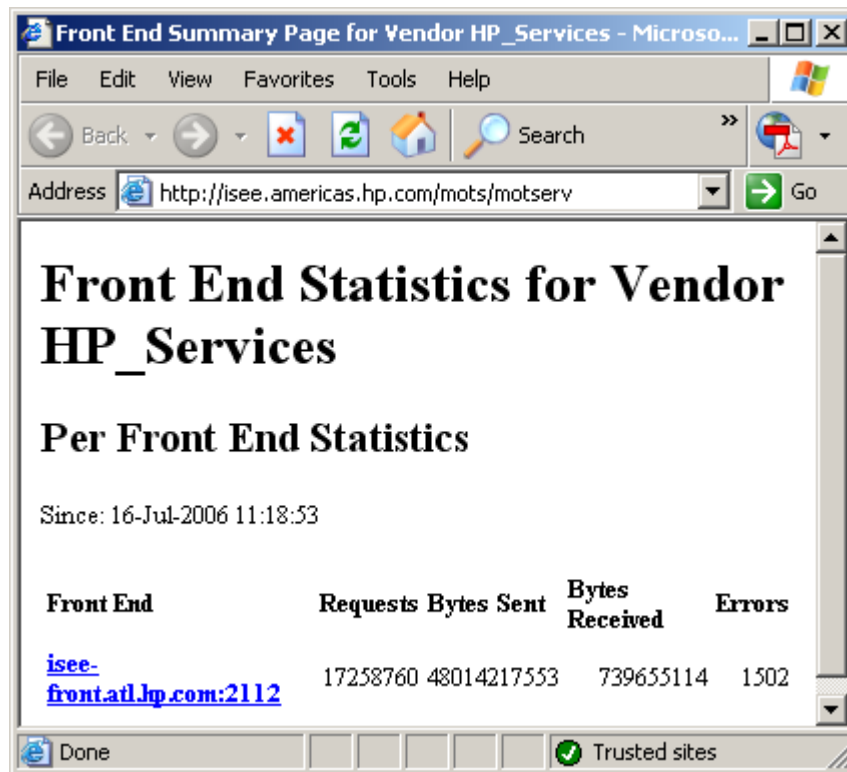 Front End Summary Page for Vendor HP_Services - Microso...
File Edit View Favorites Tools Help
Back Search »
Address http://isee.americas.hp.com/mots/motserv Go
Front End Statistics for Vendor
HP_Services
Per Front End Statistics
Since: 16-Jul-2006 11:18:53
Front End Requests Bytes Sent Bytes Received Errors
isee-
front.atl.hp.com:2112 17258760 48014217553 739655114 1502
Done Trusted sites